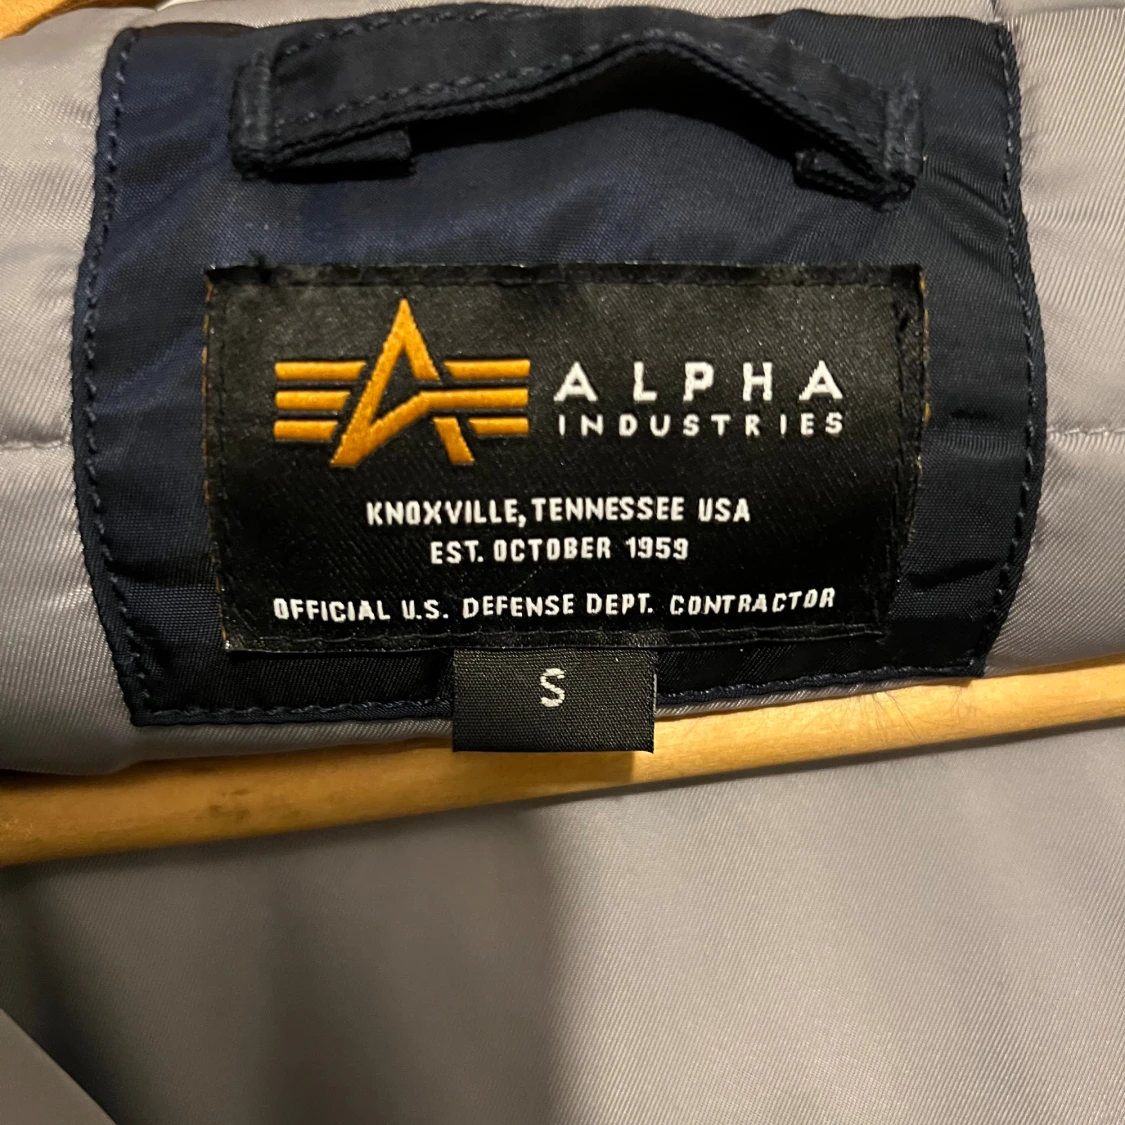 ALPHA
INDUSTRIES
KNOXVILLE, TENNESSEE USA
EST. OCTOBER 1959
OFFICIAL U.S. DEFENSE DEPT. CONTRACTOR
S